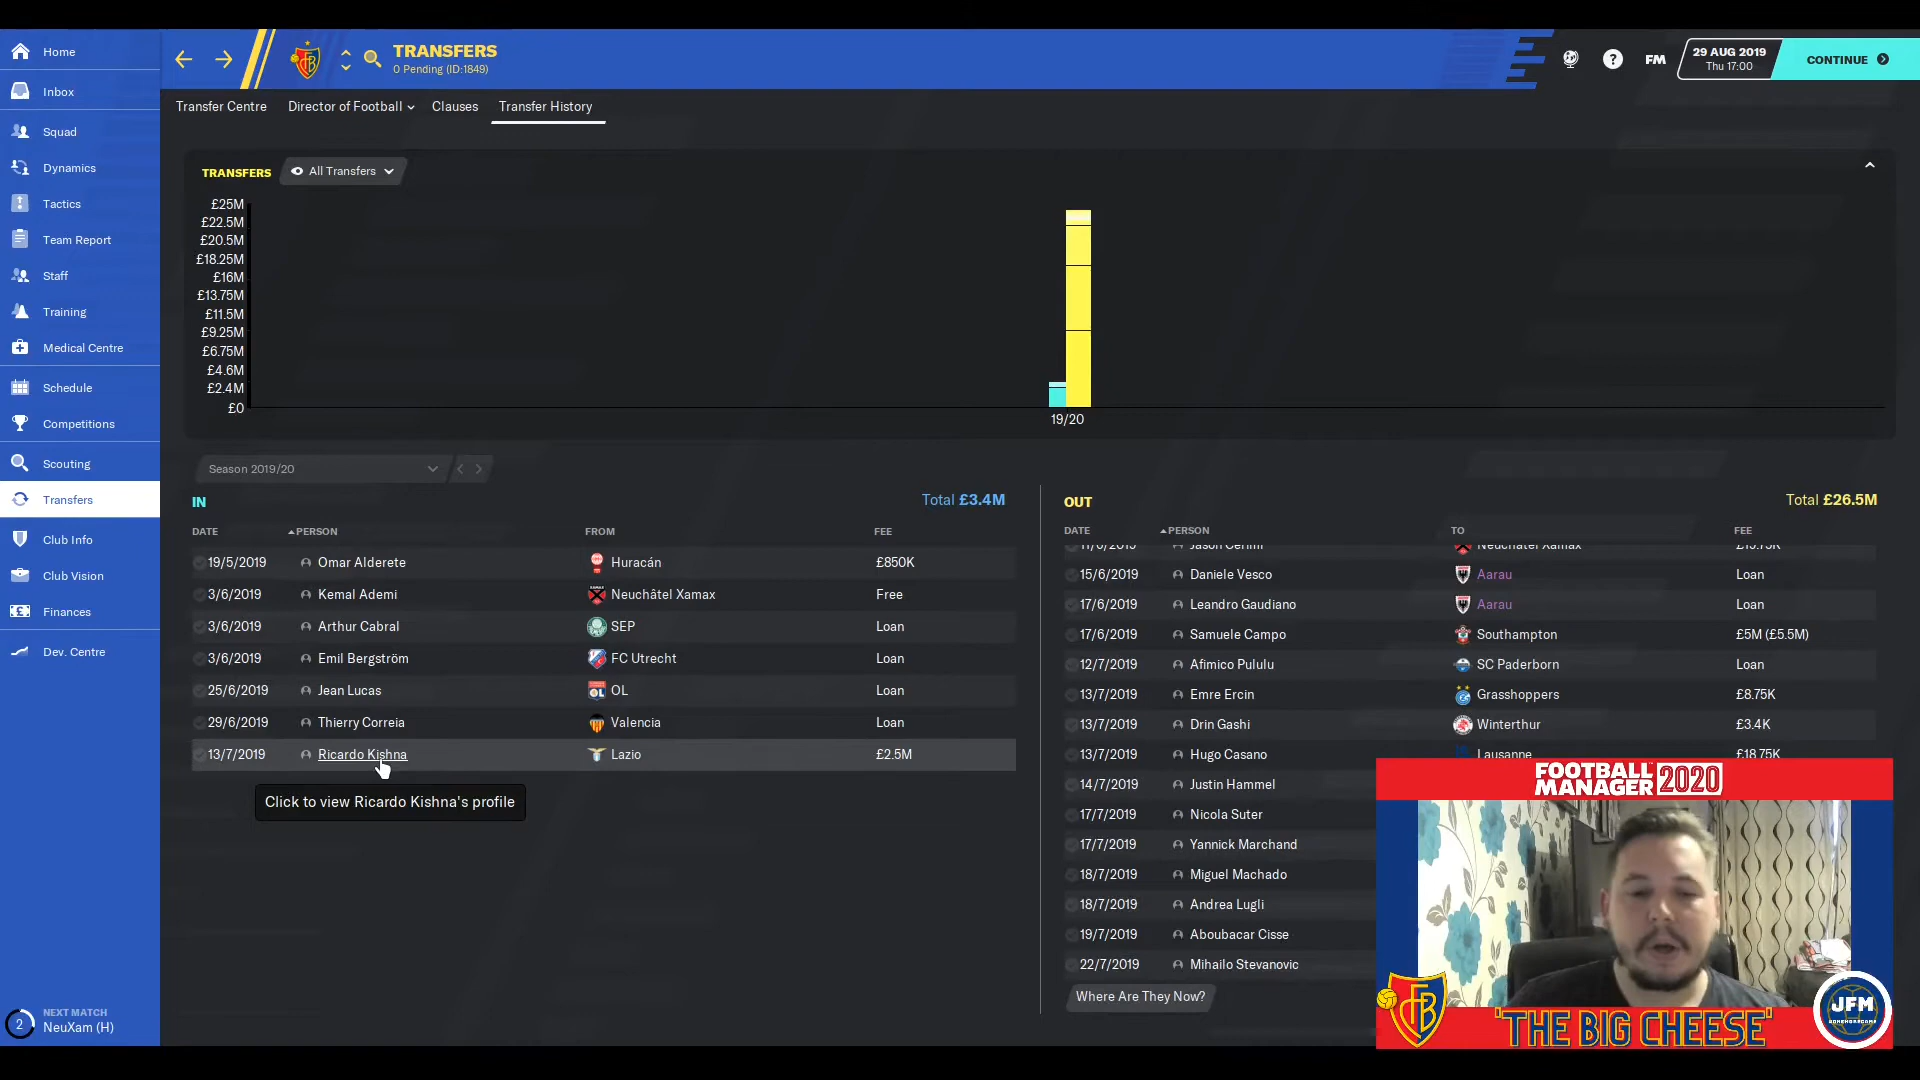 Home
Inbox
Squad
Dynamics
Tactics
Team Report
Staff
Training
Medical Centre
Schedule
Competitions
Scouting
Transfers
Club Info
Club Vision
Finances
Dev. Centre
2 NEXT MATCH
NeuXam (H)
TRANSFERS
0 Pending (ID:1849)
? FM 29 AUG 2019 CONTINUE
Thu 17:00
Transfer Centre Director of Football Clauses Transfer History
TRANSFERS All Transfers
£25M
£22.5M
£20.5M
£18.25M
£16M
£13.75M
£11.5M
£9.25M
£6.75M
£4.6M
£2.4M
£0
19/20
Season 2019/20
IN Total £3.4M
DATE PERSON FROM FEE
19/5/2019 Omar Alderete Huracán £850K
3/6/2019 Kemal Ademi Neuchâtel Xamax Free
3/6/2019 Arthur Cabral SEP Loan
3/6/2019 Emil Bergström FC Utrecht Loan
25/6/2019 Jean Lucas OL Loan
29/6/2019 Thierry Correia Valencia Loan
13/7/2019 Ricardo Kishna Lazio £2.5M
Click to view Ricardo Kishna's profile
OUT Total £26.5M
DATE PERSON TO FEE
Neuchâtel Xamax
15/6/2019 Daniele Vesco Aarau Loan
17/6/2019 Leandro Gaudiano Aarau Loan
17/6/2019 Samuele Campo Southampton £5M (£5.5M)
12/7/2019 Afimico Pululu SC Paderborn Loan
13/7/2019 Emre Ercin Grasshoppers £8.75K
13/7/2019 Drin Gashi Winterthur £3.4K
13/7/2019 Hugo Casano Lausanne £18.75K
14/7/2019 Justin Hammel
17/7/2019 Nicola Suter
17/7/2019 Yannick Marchand
18/7/2019 Miguel Machado
18/7/2019 Andrea Lugli
19/7/2019 Aboubacar Cisse
22/7/2019 Mihailo Stevanovic
Where Are They Now?
FOOTBALL
MANAGER 2020
FCB
'THE BIG CHEESE'
JFM